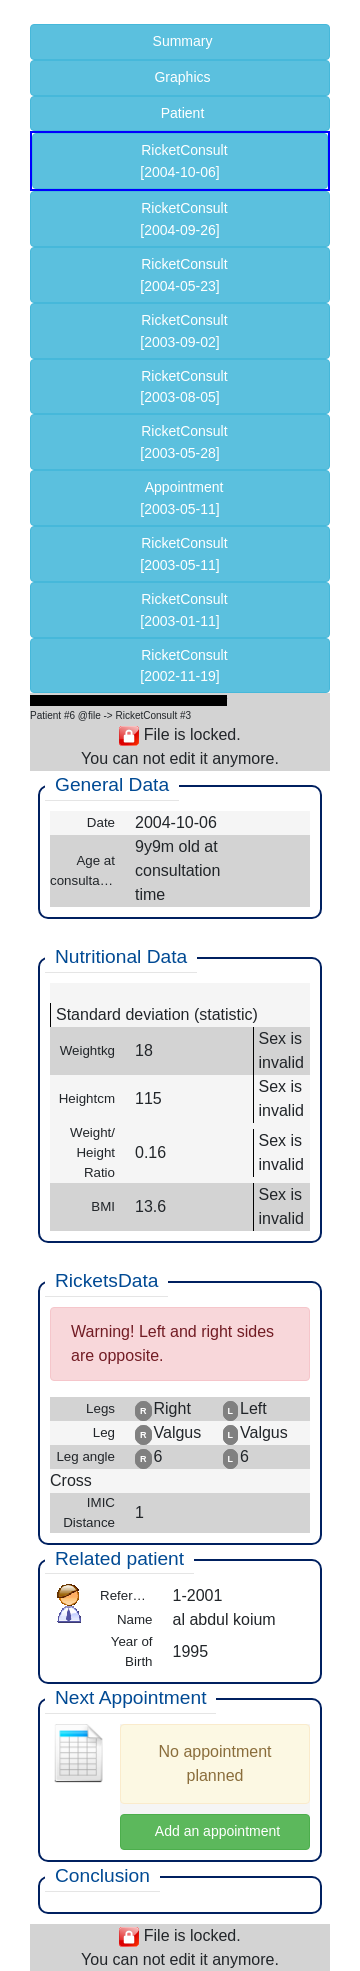 Summary
Graphics
Patient
RicketConsult
[2004-10-06]
RicketConsult
[2004-09-26]
RicketConsult
[2004-05-23]
RicketConsult
[2003-09-02]
RicketConsult
[2003-08-05]
RicketConsult
[2003-05-28]
Appointment
[2003-05-11]
RicketConsult
[2003-05-11]
RicketConsult
[2003-01-11]
RicketConsult
[2002-11-19]
Patient #6 @file -> RicketConsult #3
File is locked.
You can not edit it anymore.
General Data
Date 2004-10-06
Age at consulta… 9y9m old at
consultation
time
Nutritional Data
Standard deviation (statistic)
Weightkg 18 Sex is
invalid
Heightcm 115 Sex is
invalid
Weight/
Height
Ratio 0.16 Sex is
invalid
BMI 13.6 Sex is
invalid
RicketsData
Warning! Left and right sides
are opposite.
Legs R Right L Left
Leg R Valgus L Valgus
Leg angle R 6 L 6
Cross
IMIC
Distance 1
Related patient
Refer… 1-2001
Name al abdul koium
Year of
Birth 1995
Next Appointment
No appointment
planned
Add an appointment
Conclusion
File is locked.
You can not edit it anymore.